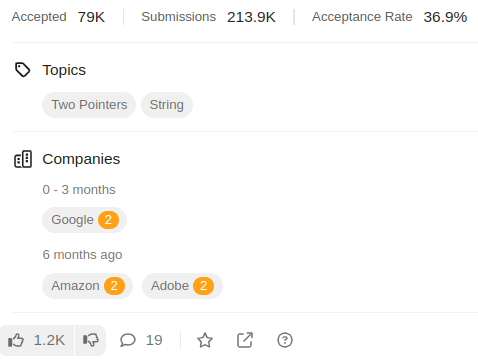 Accepted 79K Submissions 213.9K Acceptance Rate 36.9%
Topics
Two Pointers String
Companies
0 - 3 months
Google 2
6 months ago
Amazon 2 Adobe 2
1.2K 19